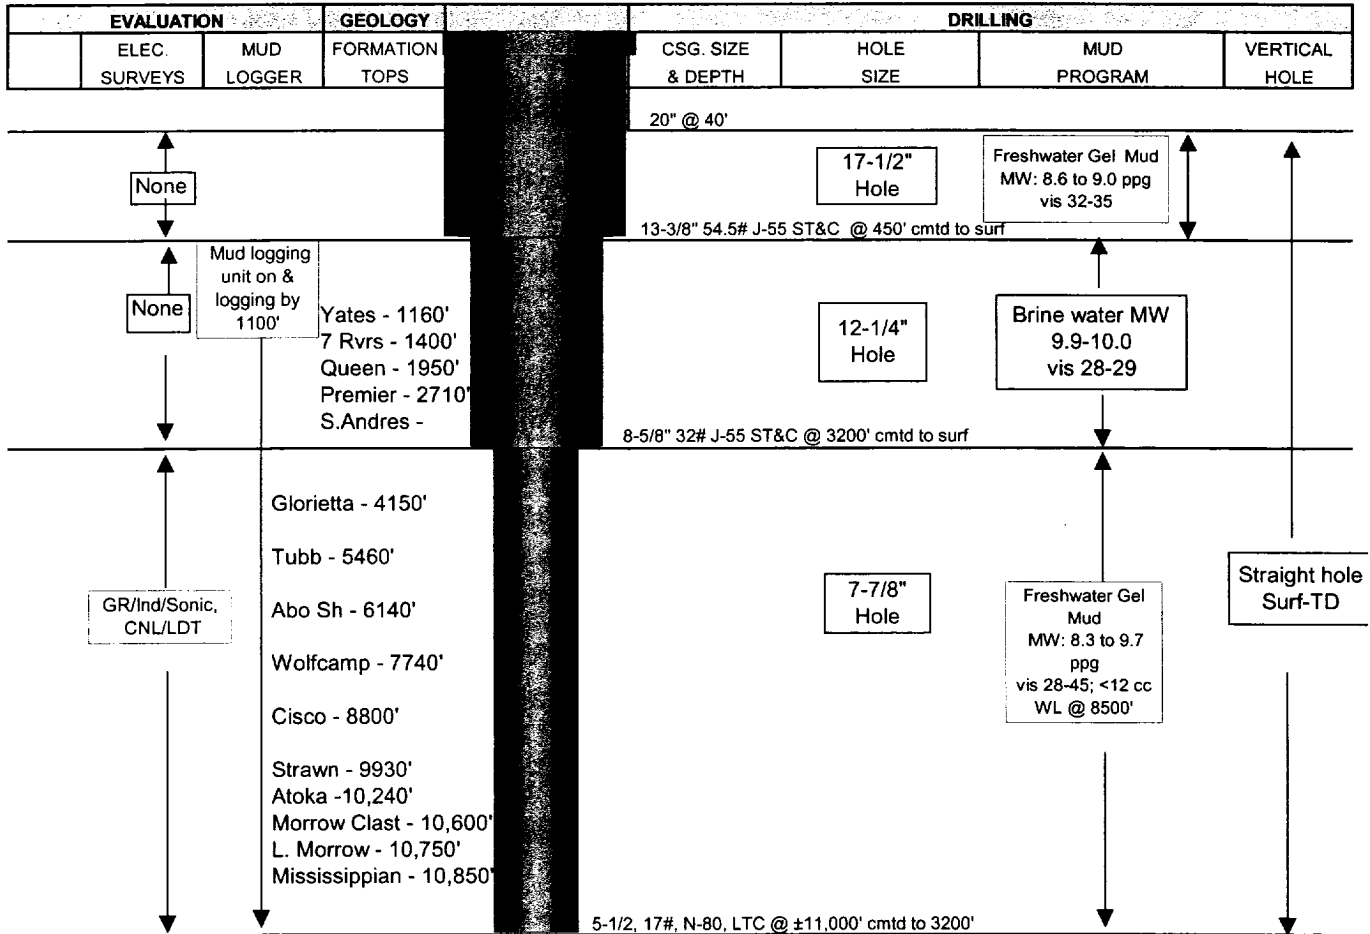 EVALUATION GEOLOGY DRILLING
ELEC. MUD FORMATION CSG. SIZE HOLE MUD VERTICAL
SURVEYS LOGGER TOPS & DEPTH SIZE PROGRAM HOLE
20" @ 40'
None
17-1/2"
Hole
Freshwater Gel Mud
MW: 8.6 to 9.0 ppg
vis 32-35
13-3/8" 54.5# J-55 ST&C @ 450' cmtd to surf
None
Mud logging
unit on &
logging by
1100'
Yates - 1160'
7 Rvrs - 1400'
Queen - 1950'
Premier - 2710'
S.Andres -
12-1/4"
Hole
Brine water MW
9.9-10.0
vis 28-29
8-5/8" 32# J-55 ST&C @ 3200' cmtd to surf
GR/Ind/Sonic,
CNL/LDT
Glorietta - 4150'
Tubb - 5460'
Abo Sh - 6140'
Wolfcamp - 7740'
Cisco - 8800'
Strawn - 9930'
Atoka -10,240'
Morrow Clast - 10,600'
L. Morrow - 10,750'
Mississippian - 10,850'
7-7/8"
Hole
Freshwater Gel
Mud
MW: 8.3 to 9.7
ppg
vis 28-45; <12 cc
WL @ 8500'
Straight hole
Surf-TD
5-1/2, 17#, N-80, LTC @ ±11,000' cmtd to 3200'